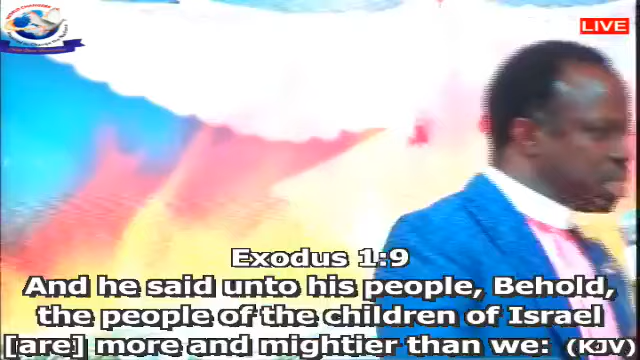 LIVE
Exodus 1:9
And he said unto his people, Behold,
the people of the children of Israel
[are] more and mightier than we: (KJV)